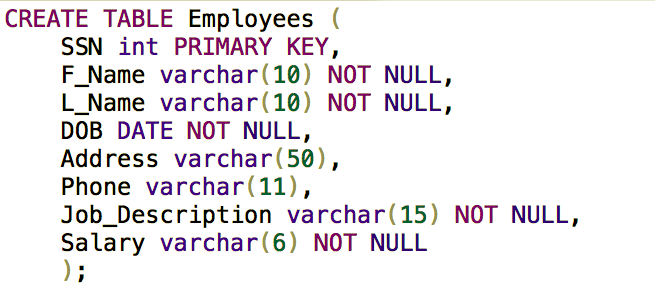 CREATE TABLE Employees (
    SSN int PRIMARY KEY,
    F_Name varchar(10) NOT NULL,
    L_Name varchar(10) NOT NULL,
    DOB DATE NOT NULL,
    Address varchar(50),
    Phone varchar(11),
    Job_Description varchar(15) NOT NULL,
    Salary varchar(6) NOT NULL
    );